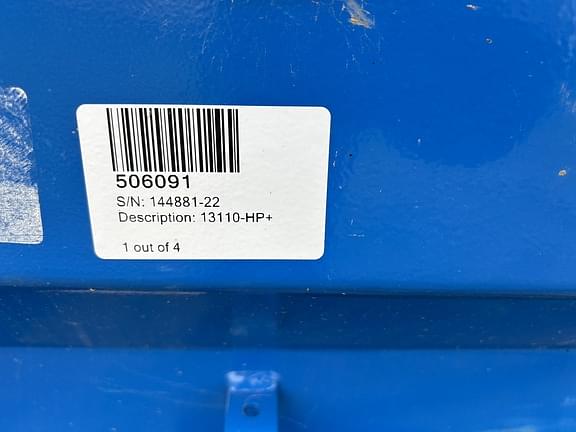 506091
S/N: 144881-22
Description: 13110-HP+
1 out of 4